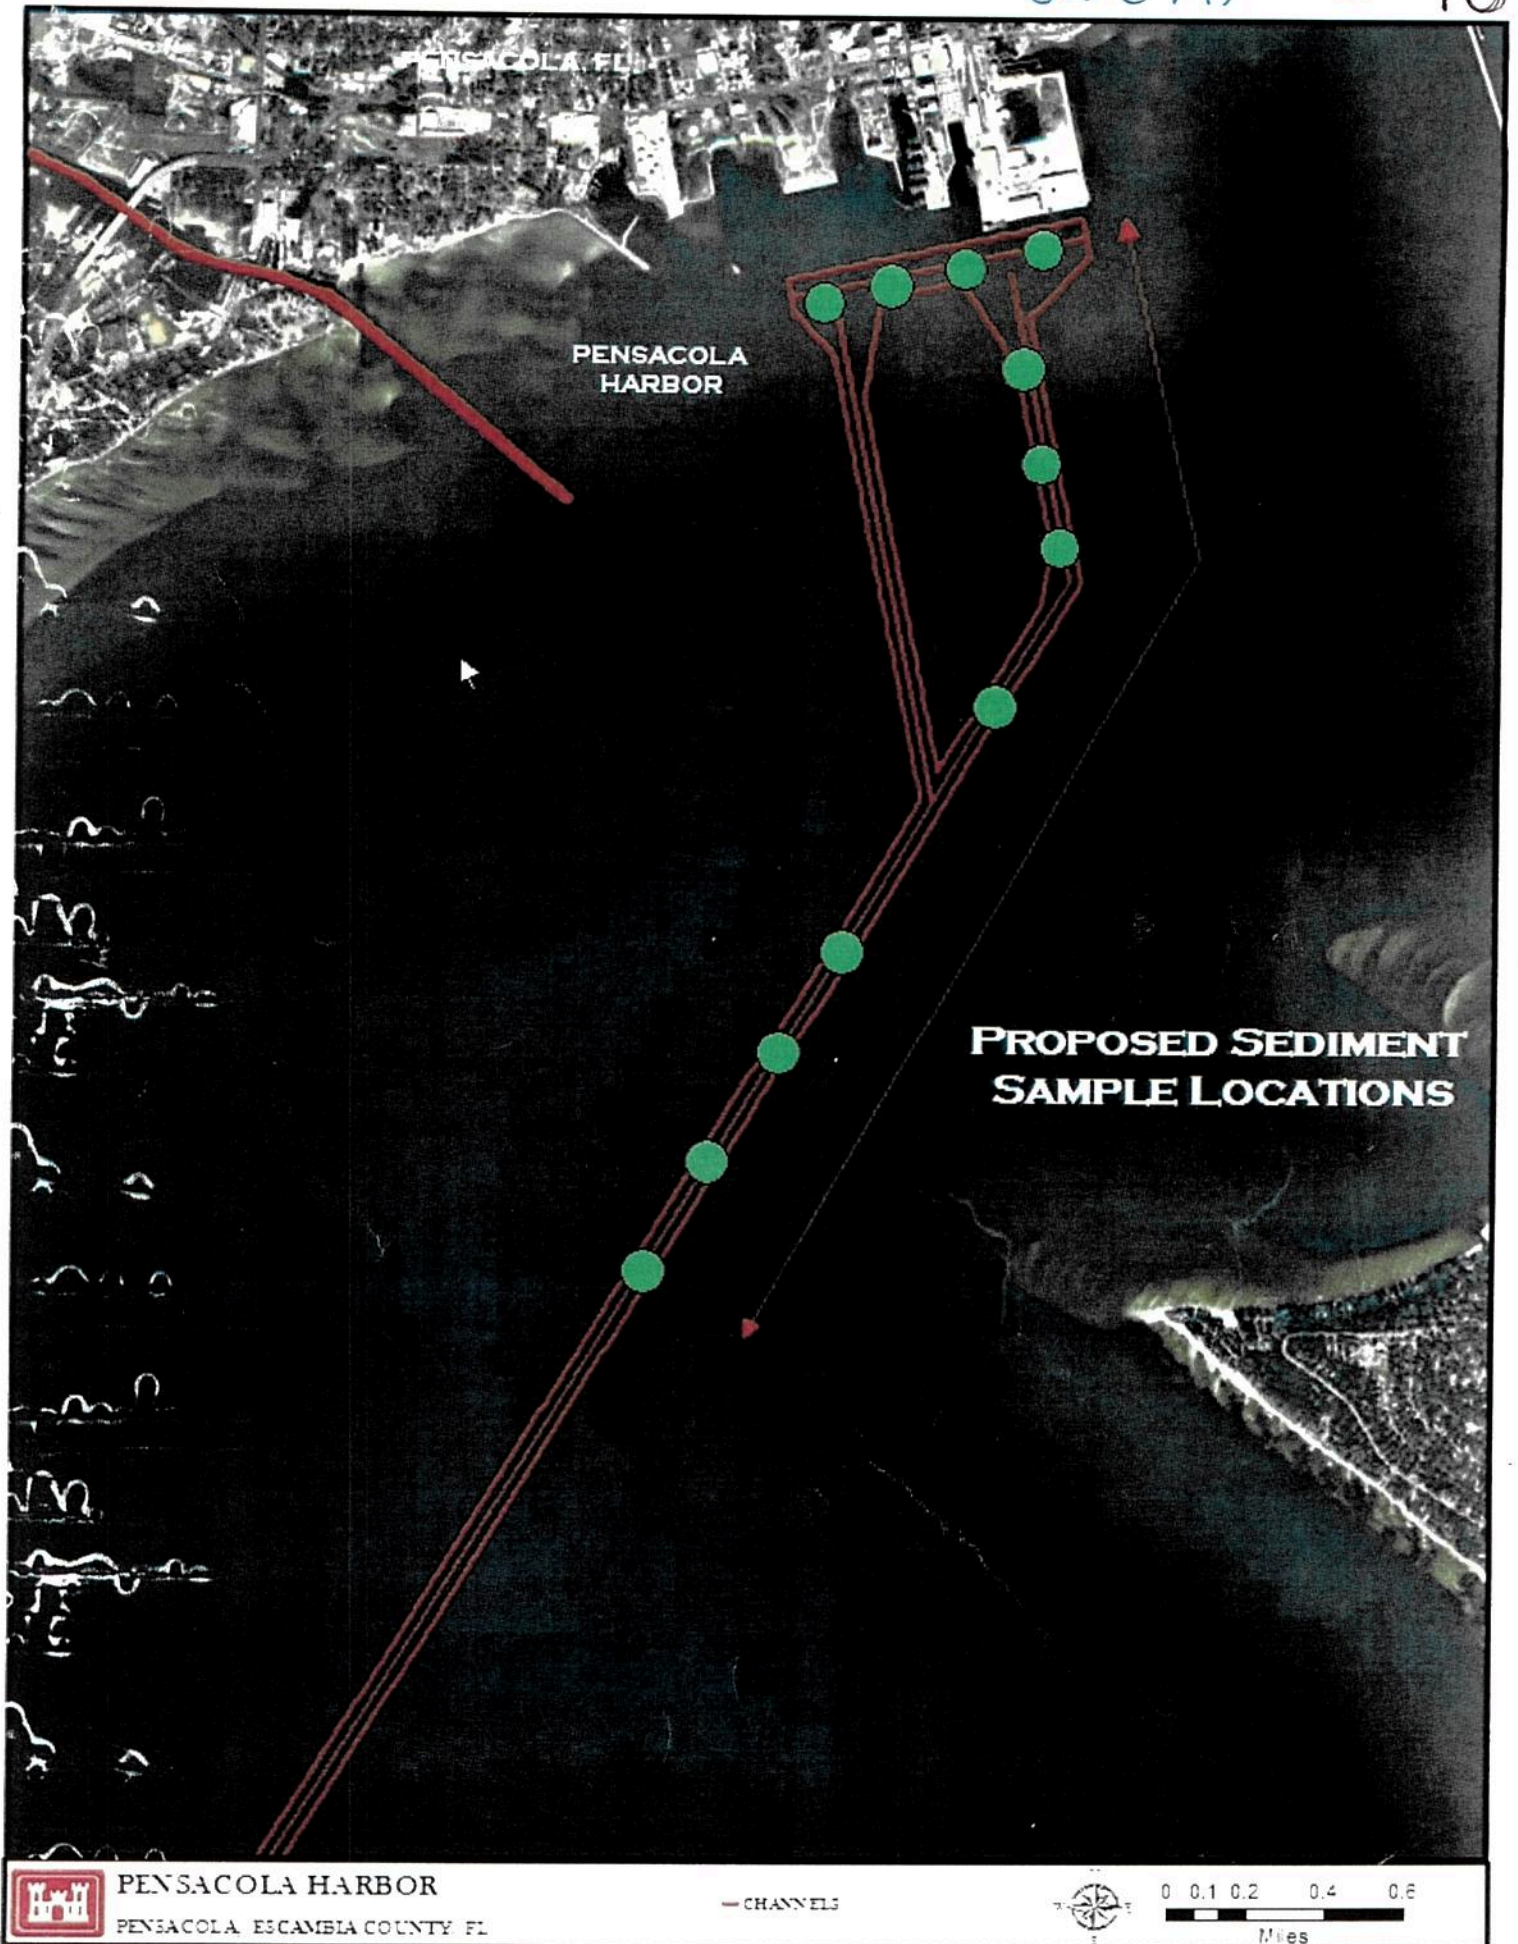 PENSACOLA, FL
PENSACOLA
HARBOR
PROPOSED SEDIMENT
SAMPLE LOCATIONS
PENSACOLA HARBOR
PENSACOLA, ESCAMBIA COUNTY, FL
CHANNELS
0 0.1 0.2 0.4 0.6
Miles